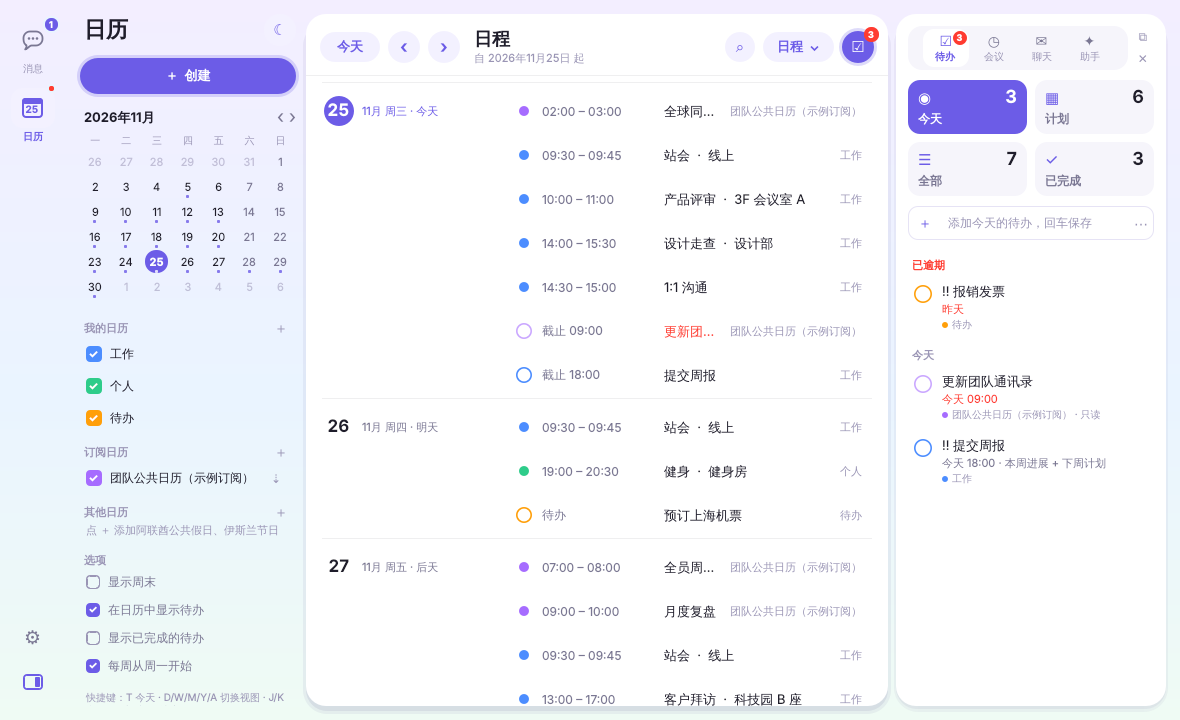 1
消息
25
日历
日历
＋ 创建
2026年11月
一 二 三 四 五 六 日
26 27 28 29 30 31 1
2 3 4 5 6 7 8
9 10 11 12 13 14 15
16 17 18 19 20 21 22
23 24 25 26 27 28 29
30 1 2 3 4 5 6
我的日历 ＋
工作
个人
待办
订阅日历 ＋
团队公共日历（示例订阅）
其他日历 ＋
点 ＋ 添加阿联酋公共假日、伊斯兰节日
选项
显示周末
在日历中显示待办
显示已完成的待办
每周从周一开始
快捷键：T 今天 · D/W/M/Y/A 切换视图 · J/K
今天
日程
自 2026年11月25日 起
日程
3
25 11月 周三 · 今天
02:00 – 03:00 全球同... 团队公共日历（示例订阅）
09:30 – 09:45 站会 · 线上 工作
10:00 – 11:00 产品评审 · 3F 会议室 A 工作
14:00 – 15:30 设计走查 · 设计部 工作
14:30 – 15:00 1:1 沟通 工作
截止 09:00 更新团... 团队公共日历（示例订阅）
截止 18:00 提交周报 工作
26 11月 周四 · 明天
09:30 – 09:45 站会 · 线上 工作
19:00 – 20:30 健身 · 健身房 个人
待办 预订上海机票 待办
27 11月 周五 · 后天
07:00 – 08:00 全员周... 团队公共日历（示例订阅）
09:00 – 10:00 月度复盘 团队公共日历（示例订阅）
09:30 – 09:45 站会 · 线上 工作
13:00 – 17:00 客户拜访 · 科技园 B 座 工作
3
待办 会议 聊天 助手
3
今天
6
计划
7
全部
3
已完成
＋ 添加今天的待办，回车保存 ···
已逾期
!! 报销发票
昨天
待办
今天
更新团队通讯录
今天 09:00
团队公共日历（示例订阅） · 只读
!! 提交周报
今天 18:00 · 本周进展 + 下周计划
工作